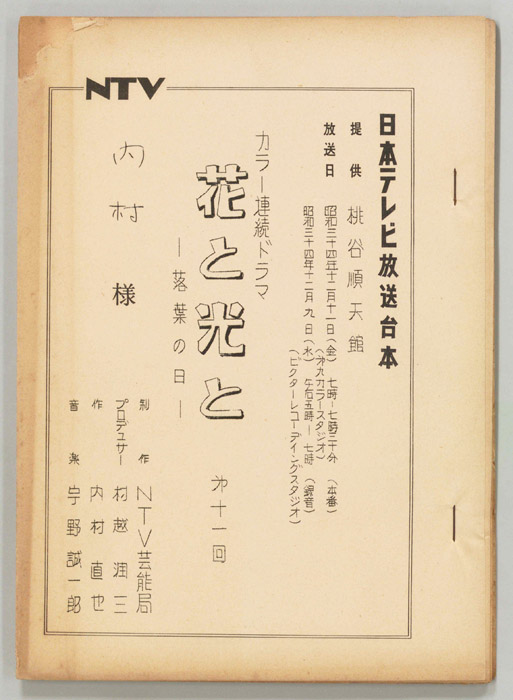 NTV
日本テレビ放送台本
提供 桃谷順天館
放送日 昭和三十四年十二月十一日(金) 七時―七時三十分 (本番)
(第九カラースタジオ)
昭和三十四年十二月九日(水) 午后五時―七時 (録音)
(ビクターレコーディングスタジオ)
カラー連続ドラマ
花と光と 第十一回
―落葉の日―
内村 様
制作 NTV芸能局
プロデュサー 村越潤三
作 内村直也
音楽 宇野誠一郎